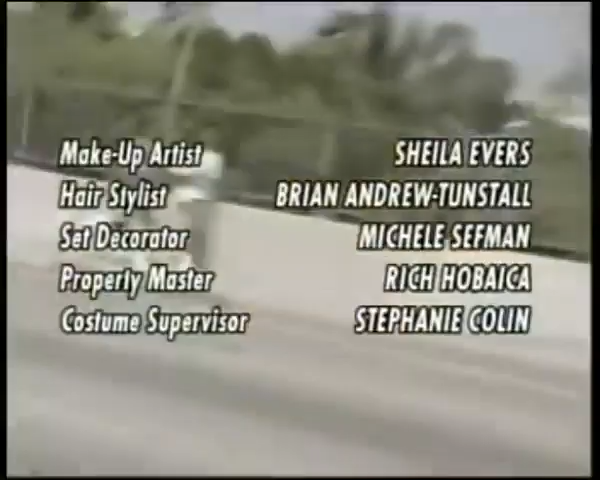 Make-Up Artist SHEILA EVERS
Hair Stylist BRIAN ANDREW-TUNSTALL
Set Decorator MICHELE SEFMAN
Property Master RICH HOBAICA
Costume Supervisor STEPHANIE COLIN